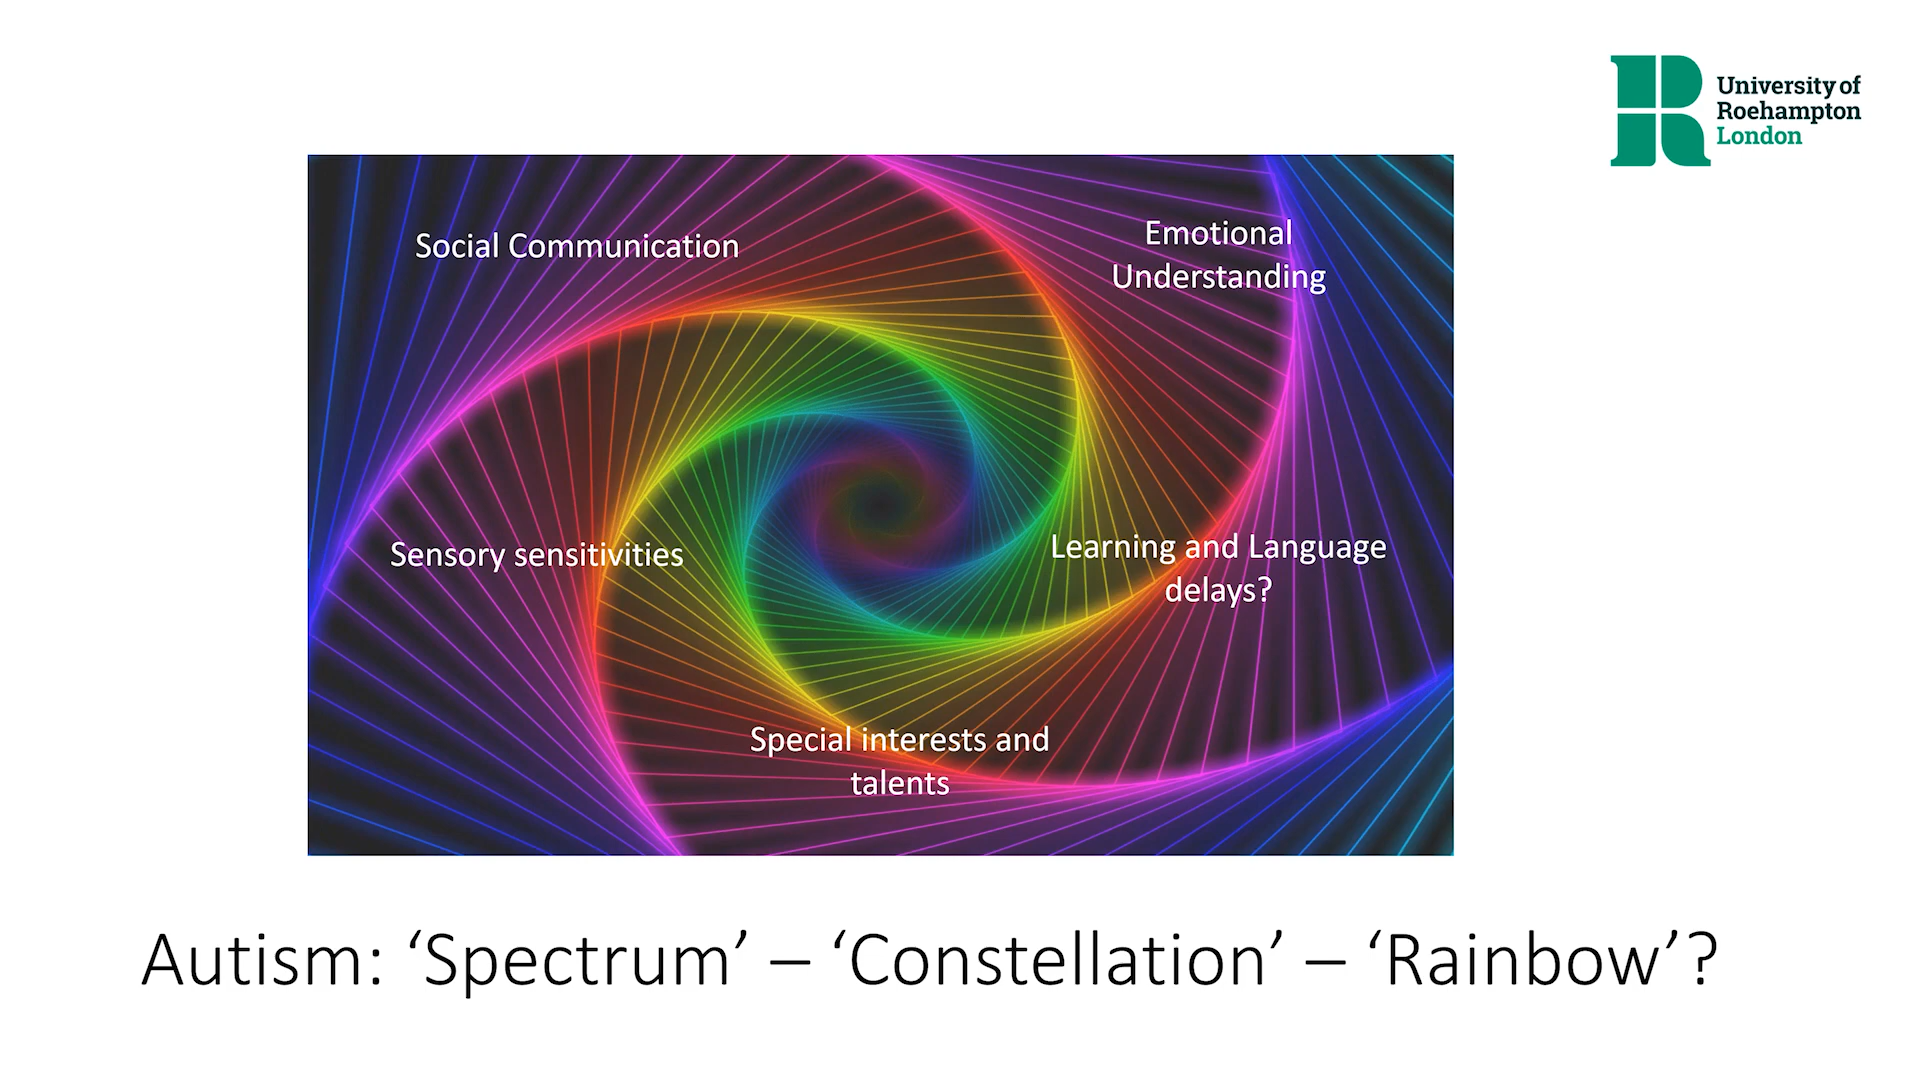 University of
Roehampton
London
Social Communication
Emotional
Understanding
Sensory sensitivities
Learning and Language
delays?
Special interests and
talents
Autism: ‘Spectrum’ – ‘Constellation’ – ‘Rainbow’?